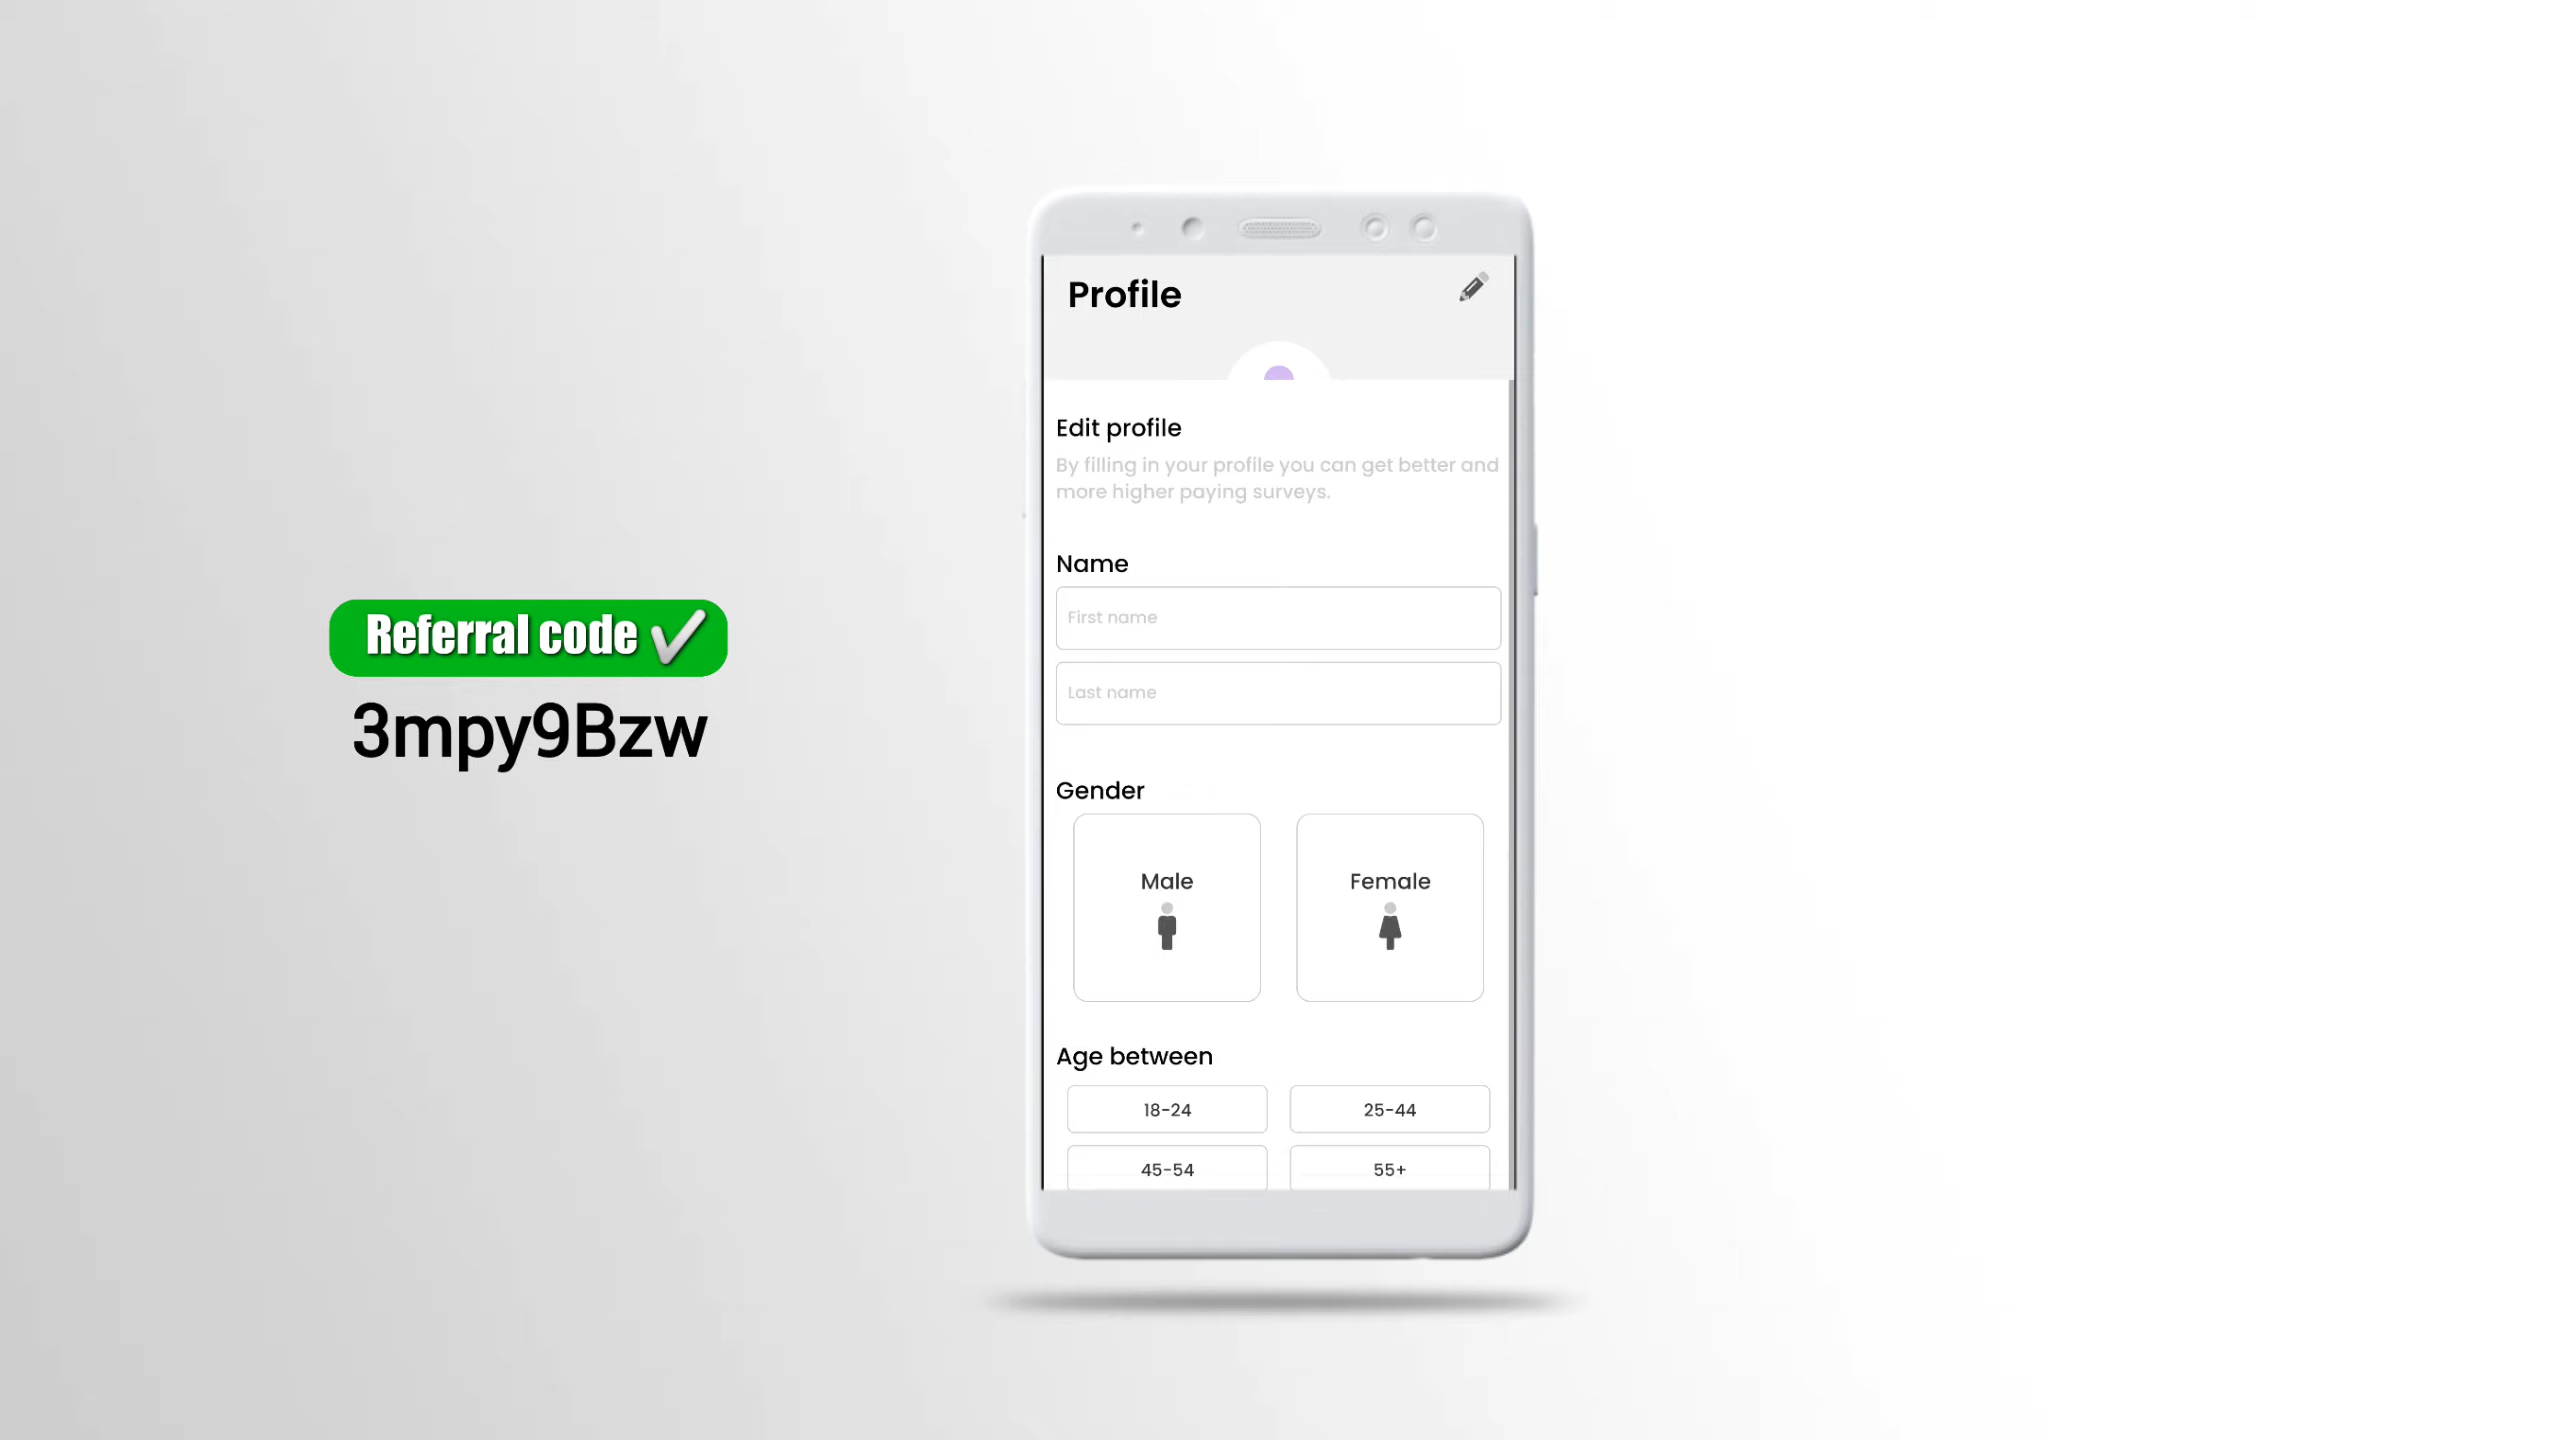 Referral code
3mpy9Bzw
Profile
Edit profile
By filling in your profile you can get better and
more higher paying surveys.
Name
First name
Last name
Gender
Male
Female
Age between
18-24
25-44
45-54
55+